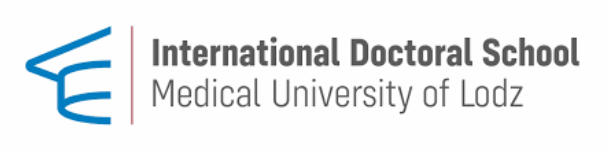 International Doctoral School
Medical University of Lodz